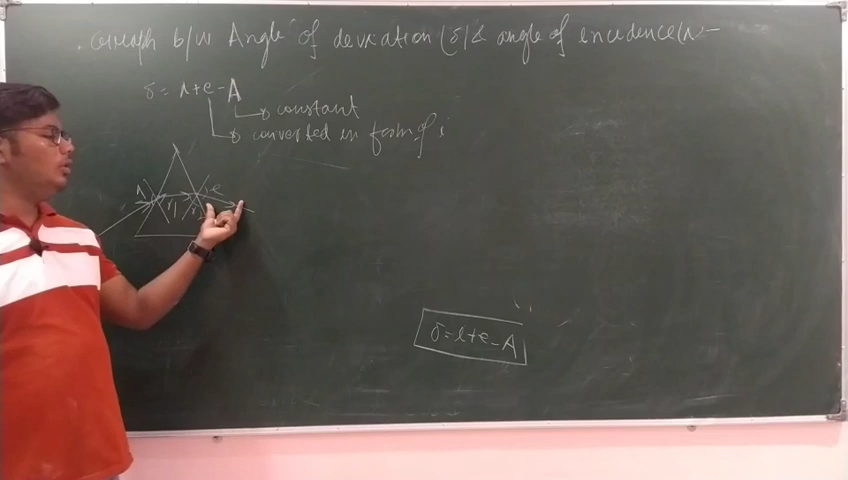 Graph b/w Angle of deviation (δ) & angle of incidence (i) :-
δ = i + e - A
constant
converted in form of i
i
e
r1
r2
δ = i + e - A